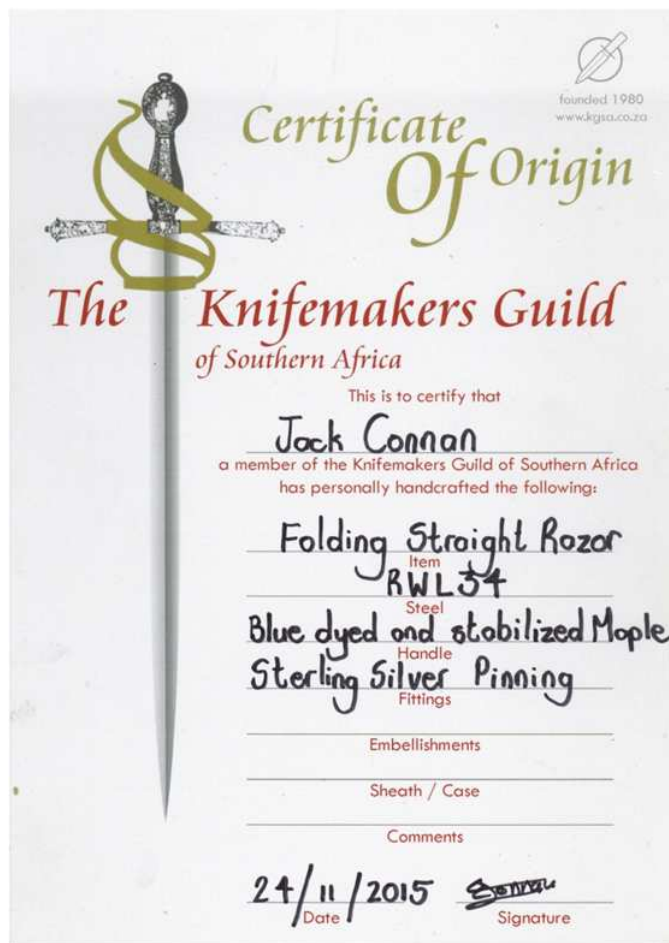 founded 1980
www.kgsa.co.za
Certificate
Of Origin
The Knifemakers Guild
of Southern Africa
This is to certify that
Jack Connan
a member of the Knifemakers Guild of Southern Africa
has personally handcrafted the following:
Folding Straight Razor
Item
RWL34
Steel
Blue dyed and stabilized Maple
Handle
Sterling Silver Pinning
Fittings
Embellishments
Sheath / Case
Comments
24/11/2015
Date Signature